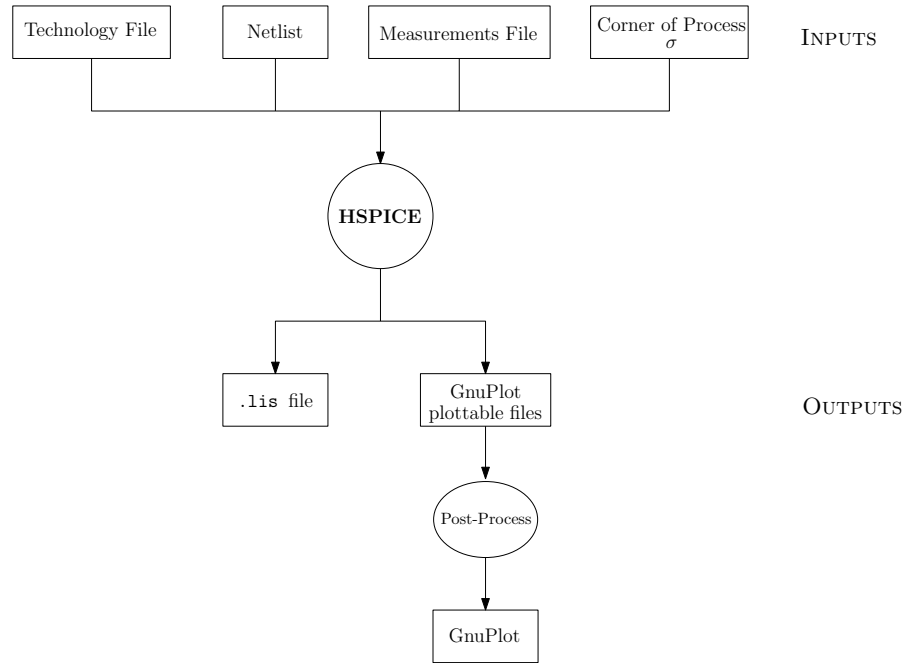 Technology File
Netlist
Measurements File
Corner of Process
σ
INPUTS
HSPICE
.lis file
GnuPlot
plottable files
OUTPUTS
Post-Process
GnuPlot